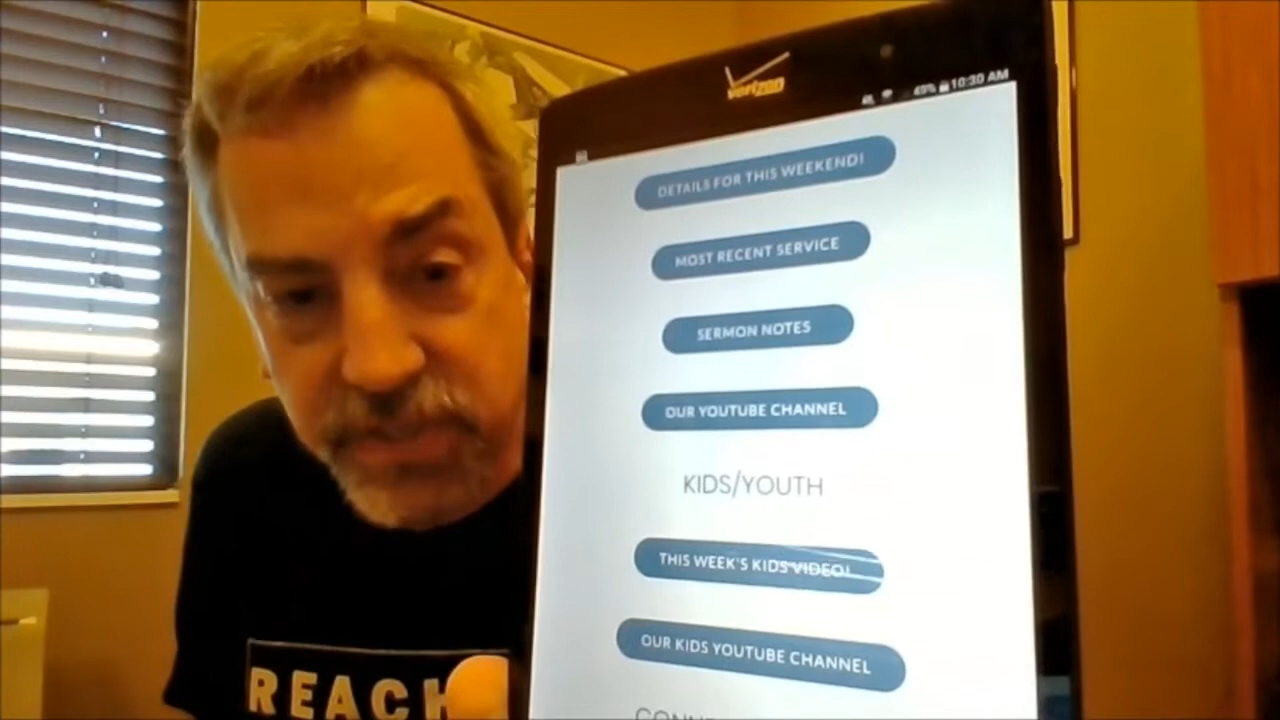 verizon
49% 10:30 AM
DETAILS FOR THIS WEEKEND!
MOST RECENT SERVICE
SERMON NOTES
OUR YOUTUBE CHANNEL
KIDS/YOUTH
THIS WEEK'S KIDS VIDEO!
OUR KIDS YOUTUBE CHANNEL
REACH